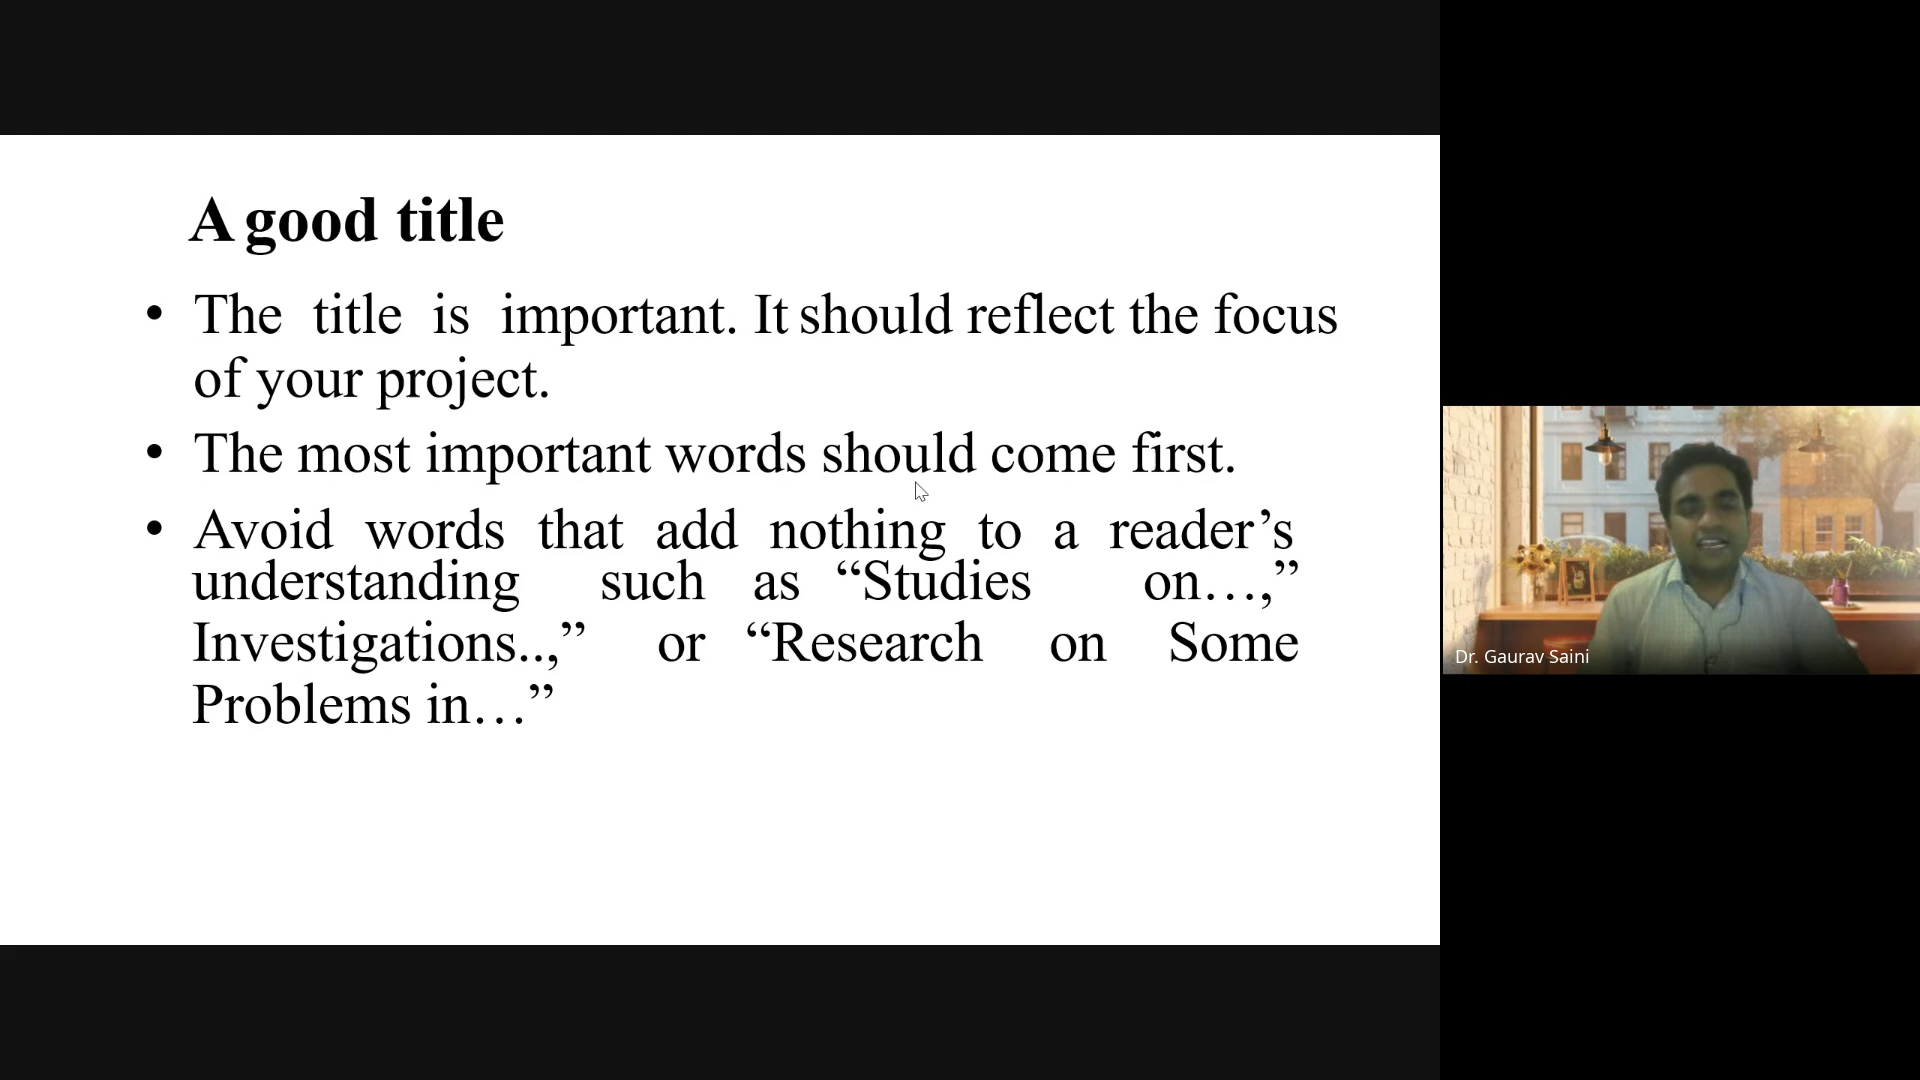 A good title
• The title is important. It should reflect the focus
of your project.
• The most important words should come first.
• Avoid words that add nothing to a reader’s
understanding such as “Studies on…,”
Investigations..,” or “Research on Some
Problems in…”
Dr. Gaurav Saini